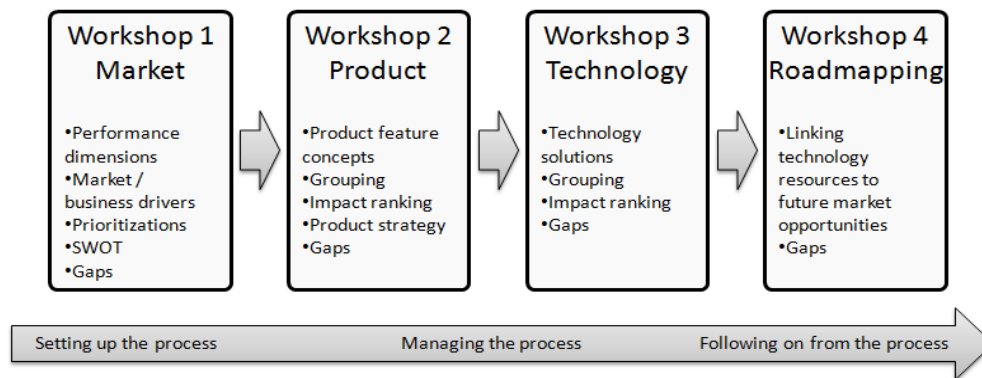 Workshop 1
Market
•Performance
dimensions
•Market /
business drivers
•Prioritizations
•SWOT
•Gaps
Workshop 2
Product
•Product feature
concepts
•Grouping
•Impact ranking
•Product strategy
•Gaps
Workshop 3
Technology
•Technology
solutions
•Grouping
•Impact ranking
•Gaps
Workshop 4
Roadmapping
•Linking
technology
resources to
future market
opportunities
•Gaps
Setting up the process
Managing the process
Following on from the process